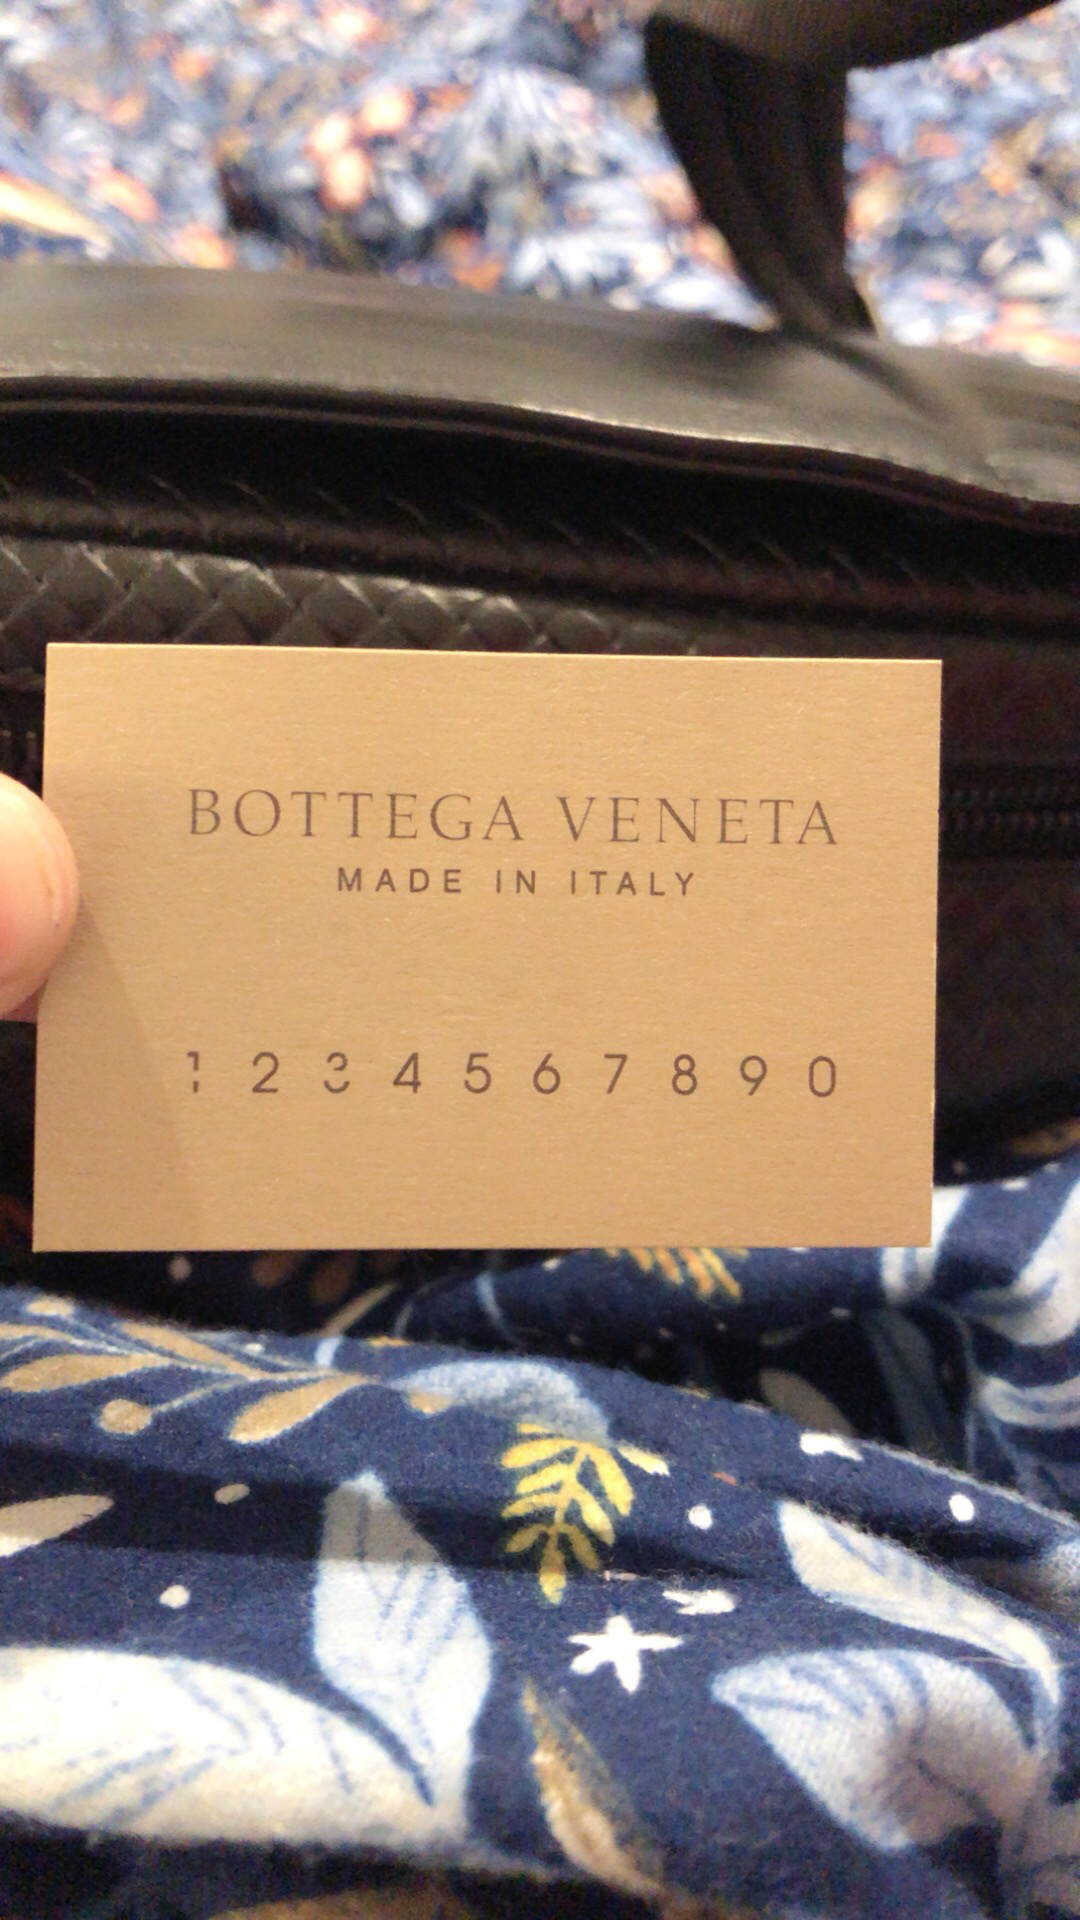 BOTTEGA VENETA
MADE IN ITALY
1 2 3 4 5 6 7 8 9 0